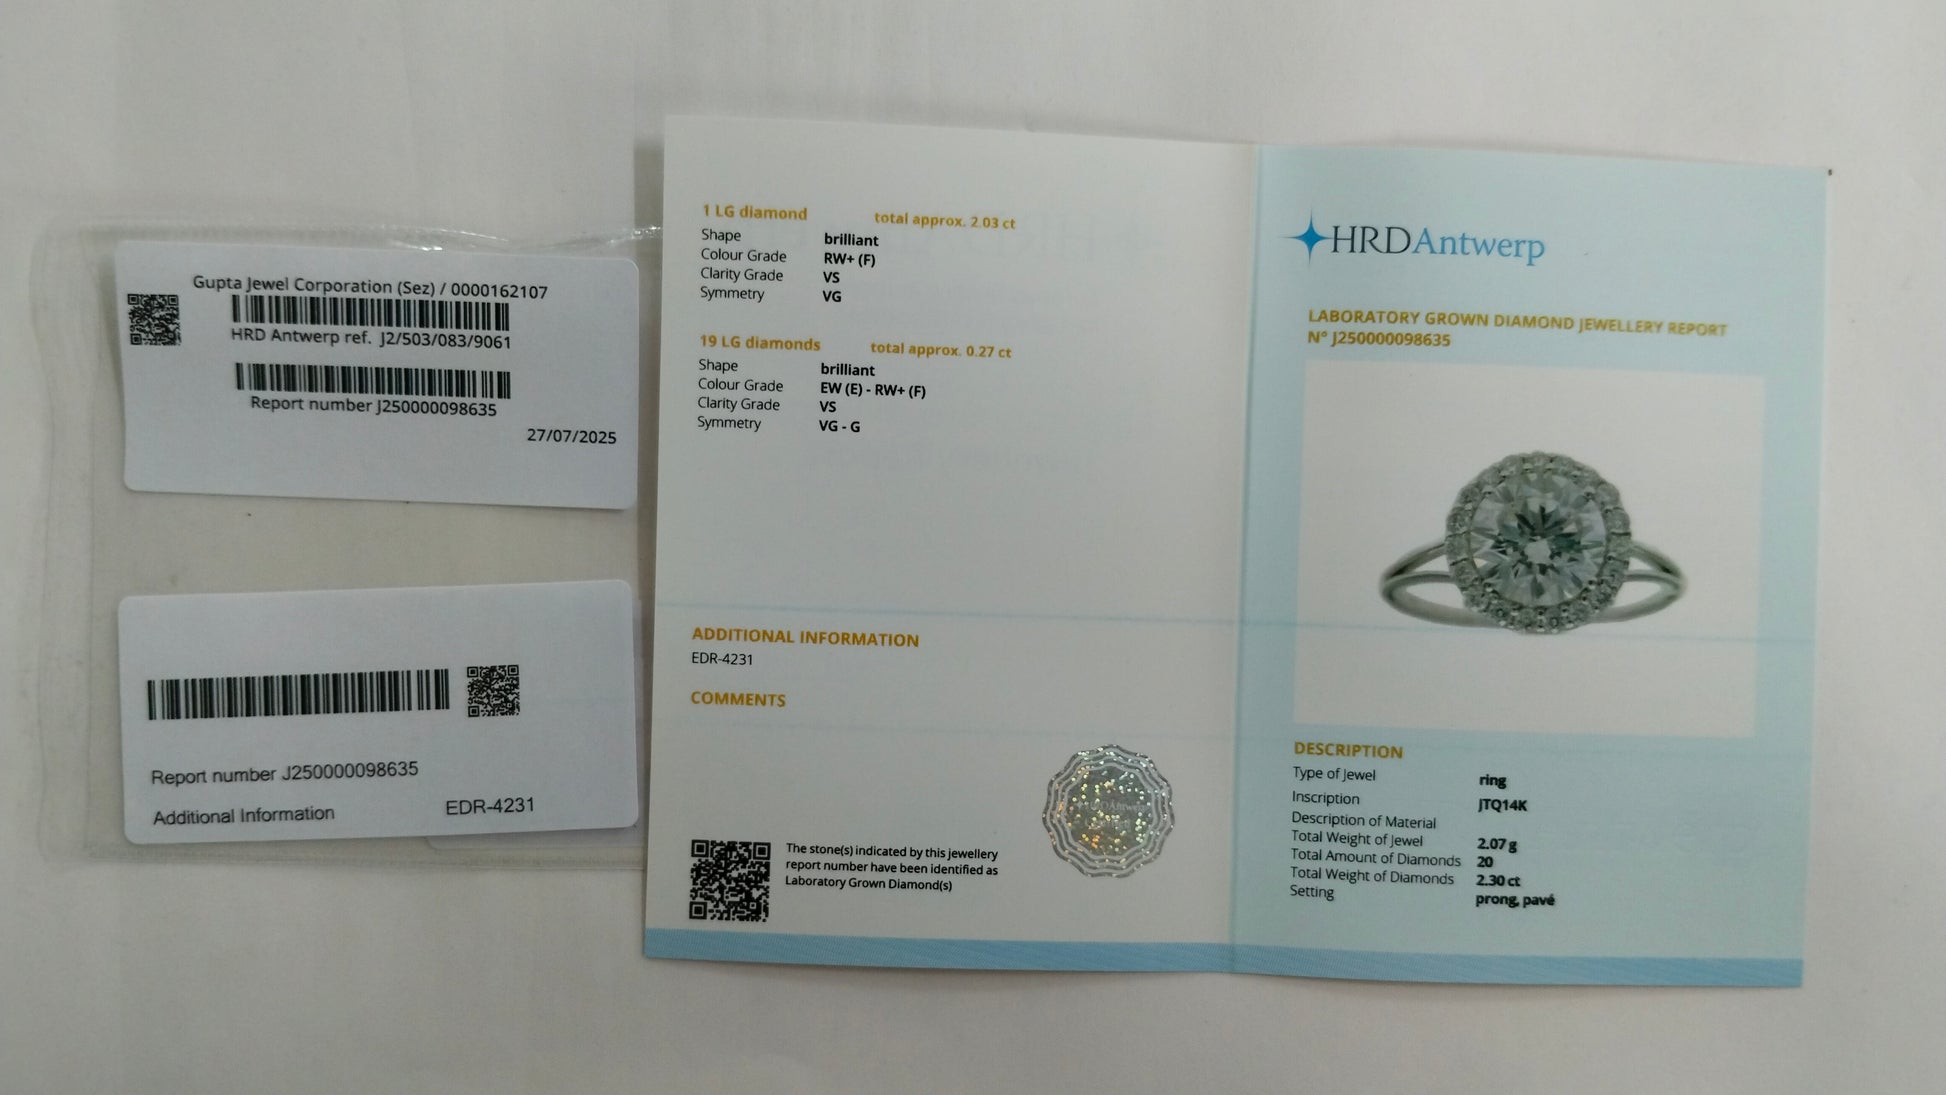 Gupta Jewel Corporation (Sez) / 0000162107
HRD Antwerp ref. J2/503/083/9061
Report number J250000098635
27/07/2025
Report number J250000098635
Additional Information EDR-4231
1 LG diamond total approx. 2.03 ct
Shape brilliant
Colour Grade RW+ (F)
Clarity Grade VS
Symmetry VG
19 LG diamonds total approx. 0.27 ct
Shape brilliant
Colour Grade EW (E) - RW+ (F)
Clarity Grade VS
Symmetry VG - G
ADDITIONAL INFORMATION
EDR-4231
COMMENTS
HRDAntwerp
The stone(s) indicated by this jewellery
report number have been identified as
Laboratory Grown Diamond(s)
HRDAntwerp
LABORATORY GROWN DIAMOND JEWELLERY REPORT
N° J250000098635
DESCRIPTION
Type of Jewel ring
Inscription JTQ14K
Description of Material
Total Weight of Jewel 2.07 g
Total Amount of Diamonds 20
Total Weight of Diamonds 2.30 ct
Setting prong, pavé